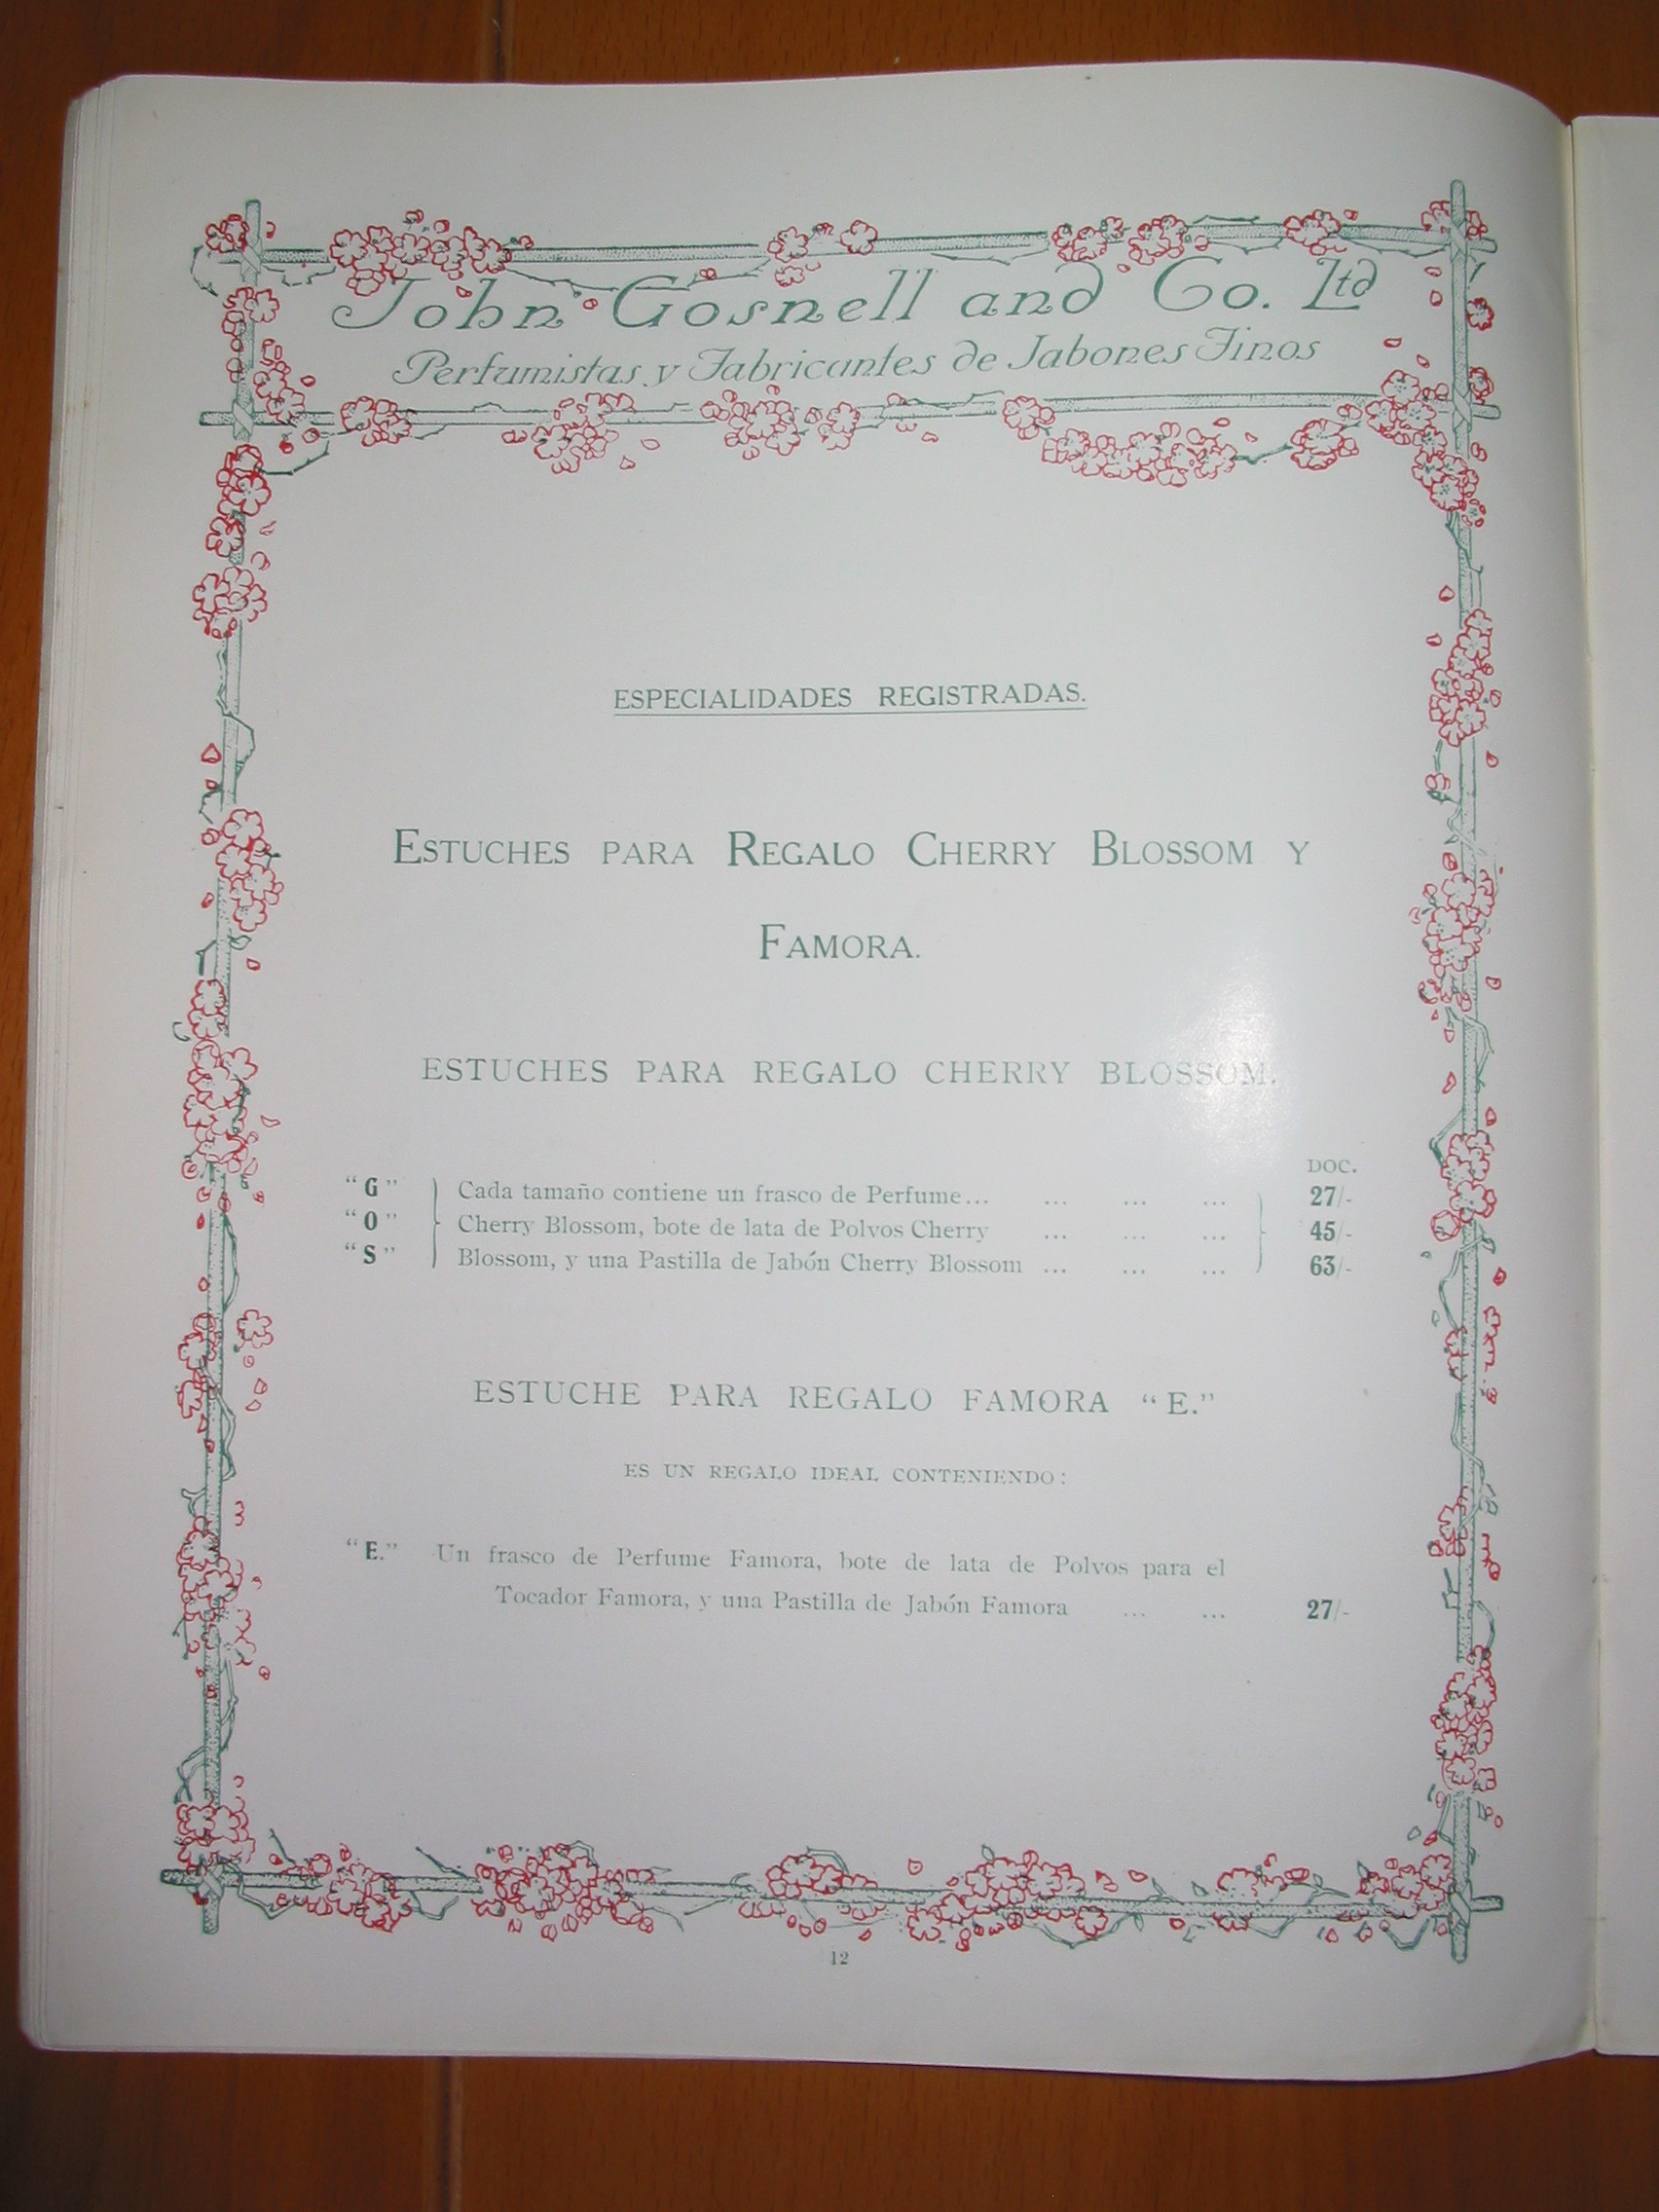 John Gosnell and Co. Ltd
Perfumistas y Fabricantes de Jabones Finos
ESPECIALIDADES REGISTRADAS.
ESTUCHES PARA REGALO CHERRY BLOSSOM Y
FAMORA.
ESTUCHES PARA REGALO CHERRY BLOSSOM.
DOC.
“G” Cada tamaño contiene un frasco de Perfume... ... ... ... 27/-
“O” Cherry Blossom, bote de lata de Polvos Cherry ... ... ... 45/-
“S” Blossom, y una Pastilla de Jabón Cherry Blossom ... ... ... 63/-
ESTUCHE PARA REGALO FAMORA “E.”
ES UN REGALO IDEAL CONTENIENDO:
“E.” Un frasco de Perfume Famora, bote de lata de Polvos para el
Tocador Famora, y una Pastilla de Jabón Famora ... ... 27/-
12